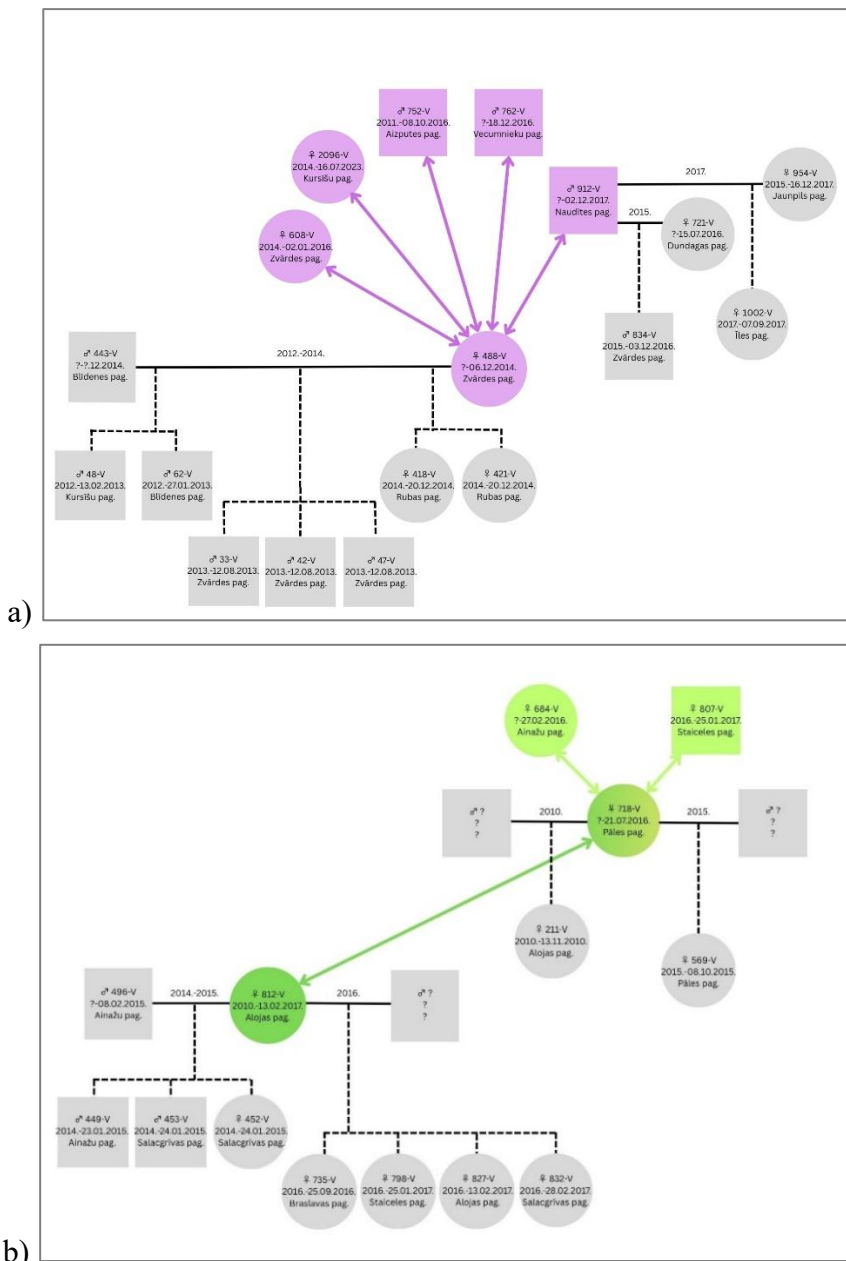 ♂ 752-V
2011.-08.10.2016.
Aizputes pag.
♂ 762-V
?-18.12.2016.
Vecumnieku pag.
♀ 2096-V
2014.-16.07.2023.
Kursīšu pag.
♂ 912-V
?-02.12.2017.
Naudītes pag.
2017.
♀ 954-V
2015.-16.12.2017.
Jaunpils pag.
2015.
♀ 721-V
?-15.07.2016.
Dundagas pag.
♀ 608-V
2014.-02.01.2016.
Zvārdes pag.
♀ 1002-V
2017.-07.09.2017.
Īles pag.
♂ 834-V
2015.-03.12.2016.
Zvārdes pag.
♂ 443-V
?-?.12.2014.
Blīdenes pag.
2012.-2014.
♀ 488-V
?-06.12.2014.
Zvārdes pag.
♂ 48-V
2012.-13.02.2013.
Kursīšu pag.
♂ 62-V
2012.-27.01.2013.
Blīdenes pag.
♀ 418-V
2014.-20.12.2014.
Rubas pag.
♀ 421-V
2014.-20.12.2014.
Rubas pag.
♂ 33-V
2013.-12.08.2013.
Zvārdes pag.
♂ 42-V
2013.-12.08.2013.
Zvārdes pag.
♂ 47-V
2013.-12.08.2013.
Zvārdes pag.
a)
♀ 684-V
?-27.02.2016.
Ainažu pag.
♀ 807-V
2016.-25.01.2017.
Staiceles pag.
♂ ?
?
?
2010.
♀ 718-V
?-21.07.2016.
Pāles pag.
2015.
♂ ?
?
?
♀ 211-V
2010.-13.11.2010.
Alojas pag.
♀ 569-V
2015.-08.10.2015.
Pāles pag.
♂ 496-V
?-08.02.2015.
Ainažu pag.
2014.-2015.
♀ 812-V
2010.-13.02.2017.
Alojas pag.
2016.
♂ ?
?
?
♂ 449-V
2014.-23.01.2015.
Ainažu pag.
♂ 453-V
2014.-24.01.2015.
Salacgrīvas pag.
♀ 452-V
2014.-24.01.2015.
Salacgrīvas pag.
♀ 735-V
2016.-25.09.2016.
Braslavas pag.
♀ 798-V
2016.-25.01.2017.
Staiceles pag.
♀ 827-V
2016.-13.02.2017.
Alojas pag.
♀ 832-V
2016.-28.02.2017.
Salacgrīvas pag.
b)